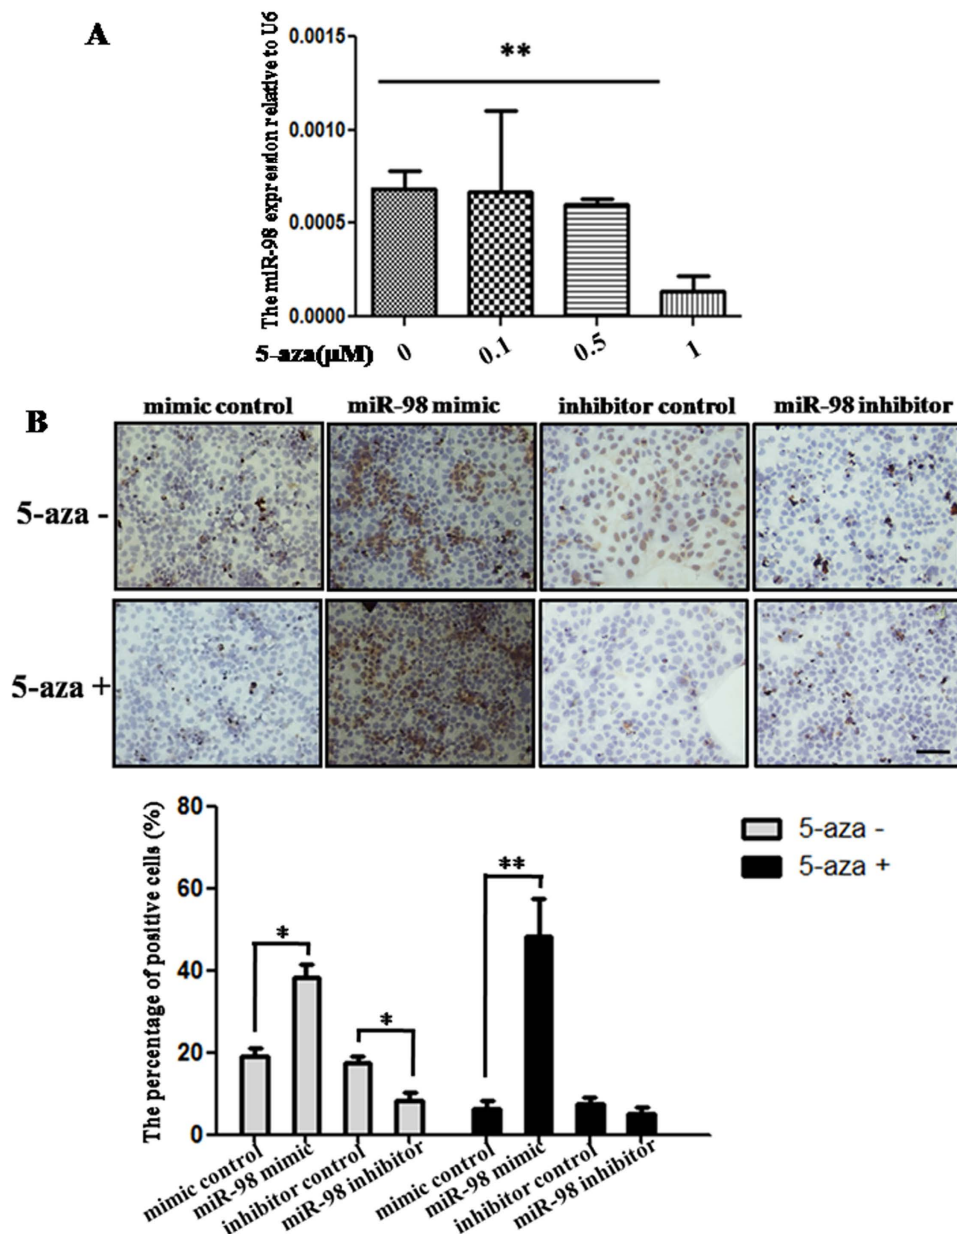 A
The miR-98 expression relative to U6
0.0015
**
0.0010
0.0005
0.0000
5-aza(μM) 0 0.1 0.5 1
B
mimic control miR-98 mimic inhibitor control miR-98 inhibitor
5-aza -
5-aza +
The percentage of positive cells (%)
80
60
40
20
0
*
*
**
5-aza -
5-aza +
mimic control
miR-98 mimic
inhibitor control
miR-98 inhibitor
mimic control
miR-98 mimic
inhibitor control
miR-98 inhibitor